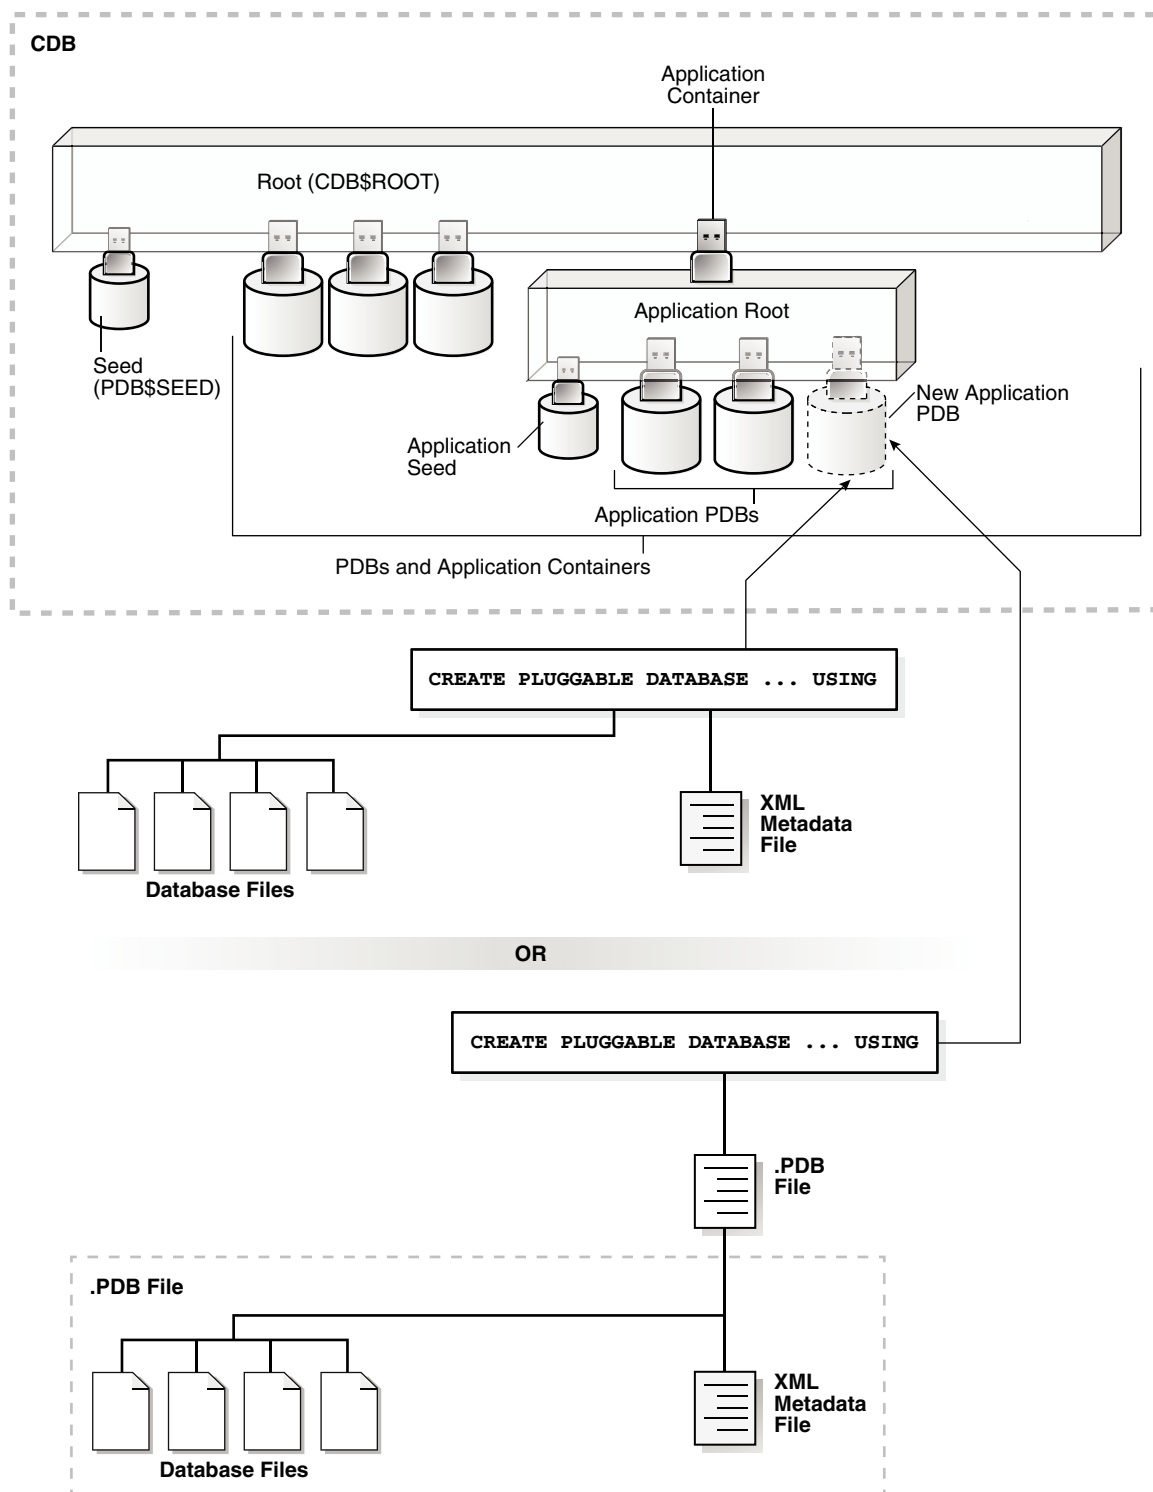 CDB
Application
Container
Root (CDB$ROOT)
Application Root
Seed
(PDB$SEED)
New Application
PDB
Application
Seed
Application PDBs
PDBs and Application Containers
CREATE PLUGGABLE DATABASE ... USING
XML
Metadata
File
Database Files
OR
CREATE PLUGGABLE DATABASE ... USING
.PDB
File
.PDB File
XML
Metadata
File
Database Files